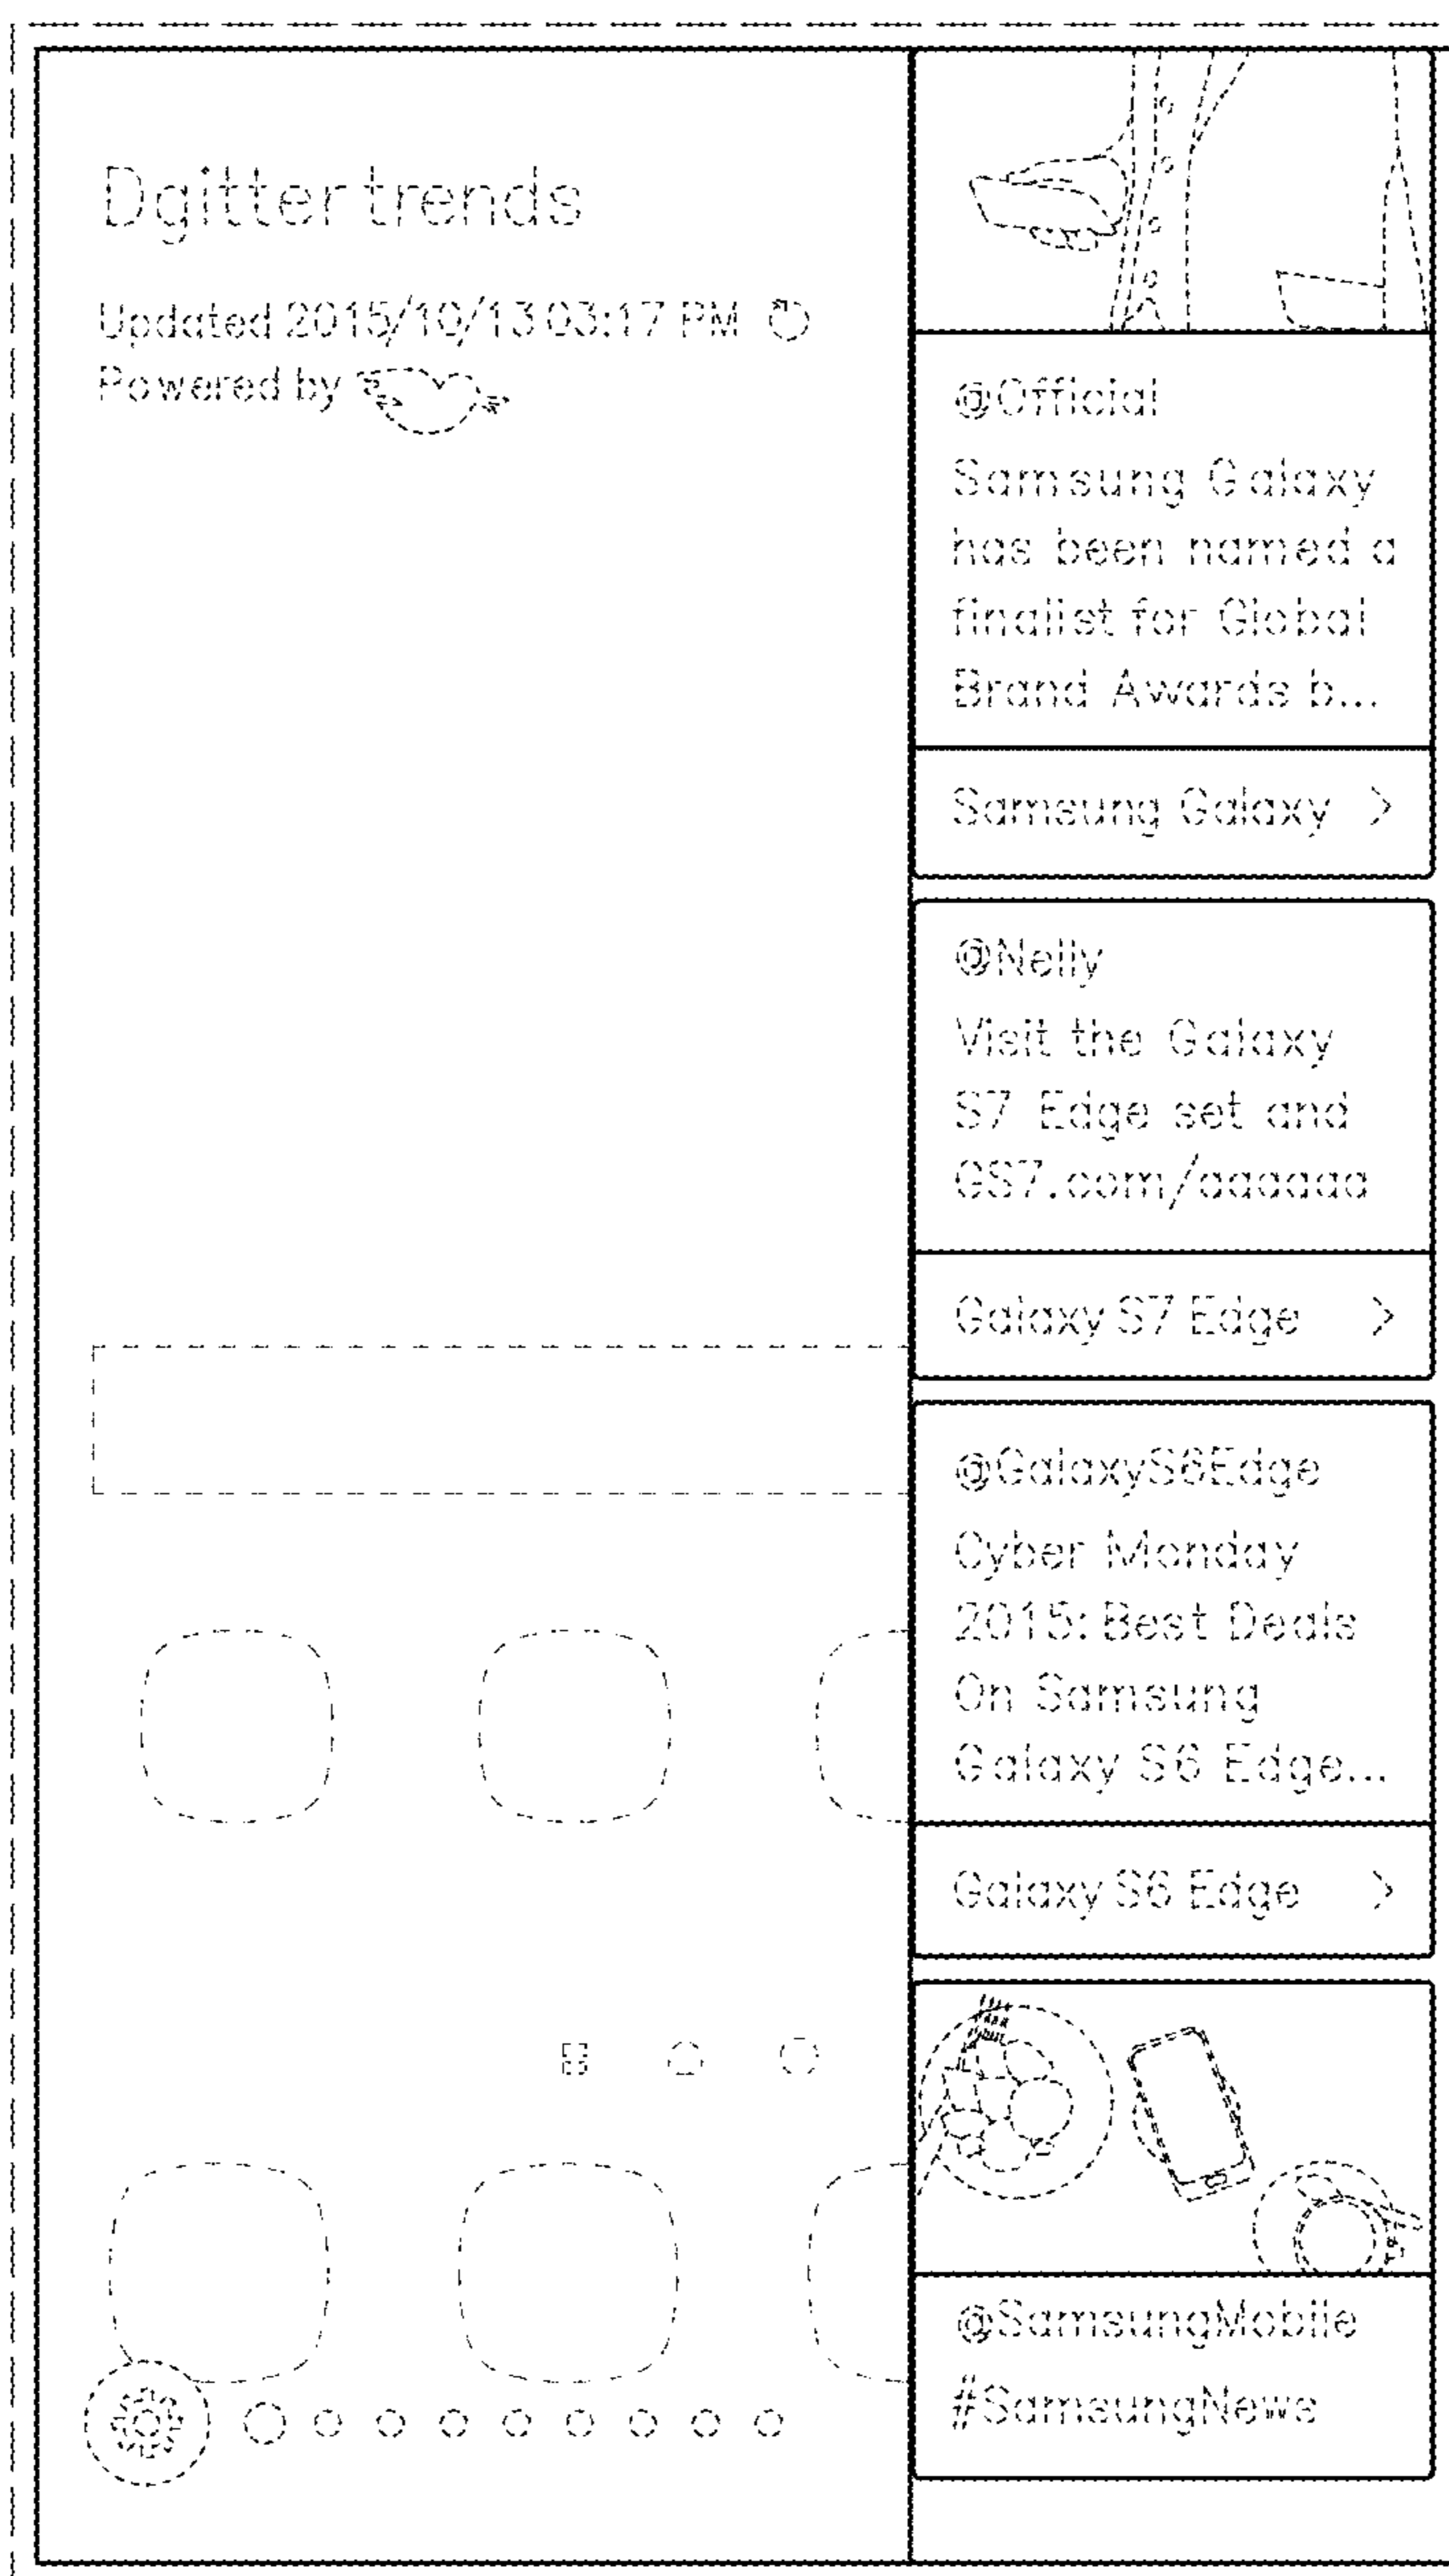 Dgitter trends
Updated 2015/10/13 03:17 PM
Powered by
@Official
Samsung Galaxy
has been named a
finalist for Global
Brand Awards b...
Samsung Galaxy >
@Nelly
Visit the Galaxy
S7 Edge set and
GS7.com/aaaaaa
Galaxy S7 Edge >
@GalaxyS6Edge
Cyber Monday
2015: Best Deals
On Samsung
Galaxy S6 Edge...
Galaxy S6 Edge >
@SamsungMobile
#SamsungNews